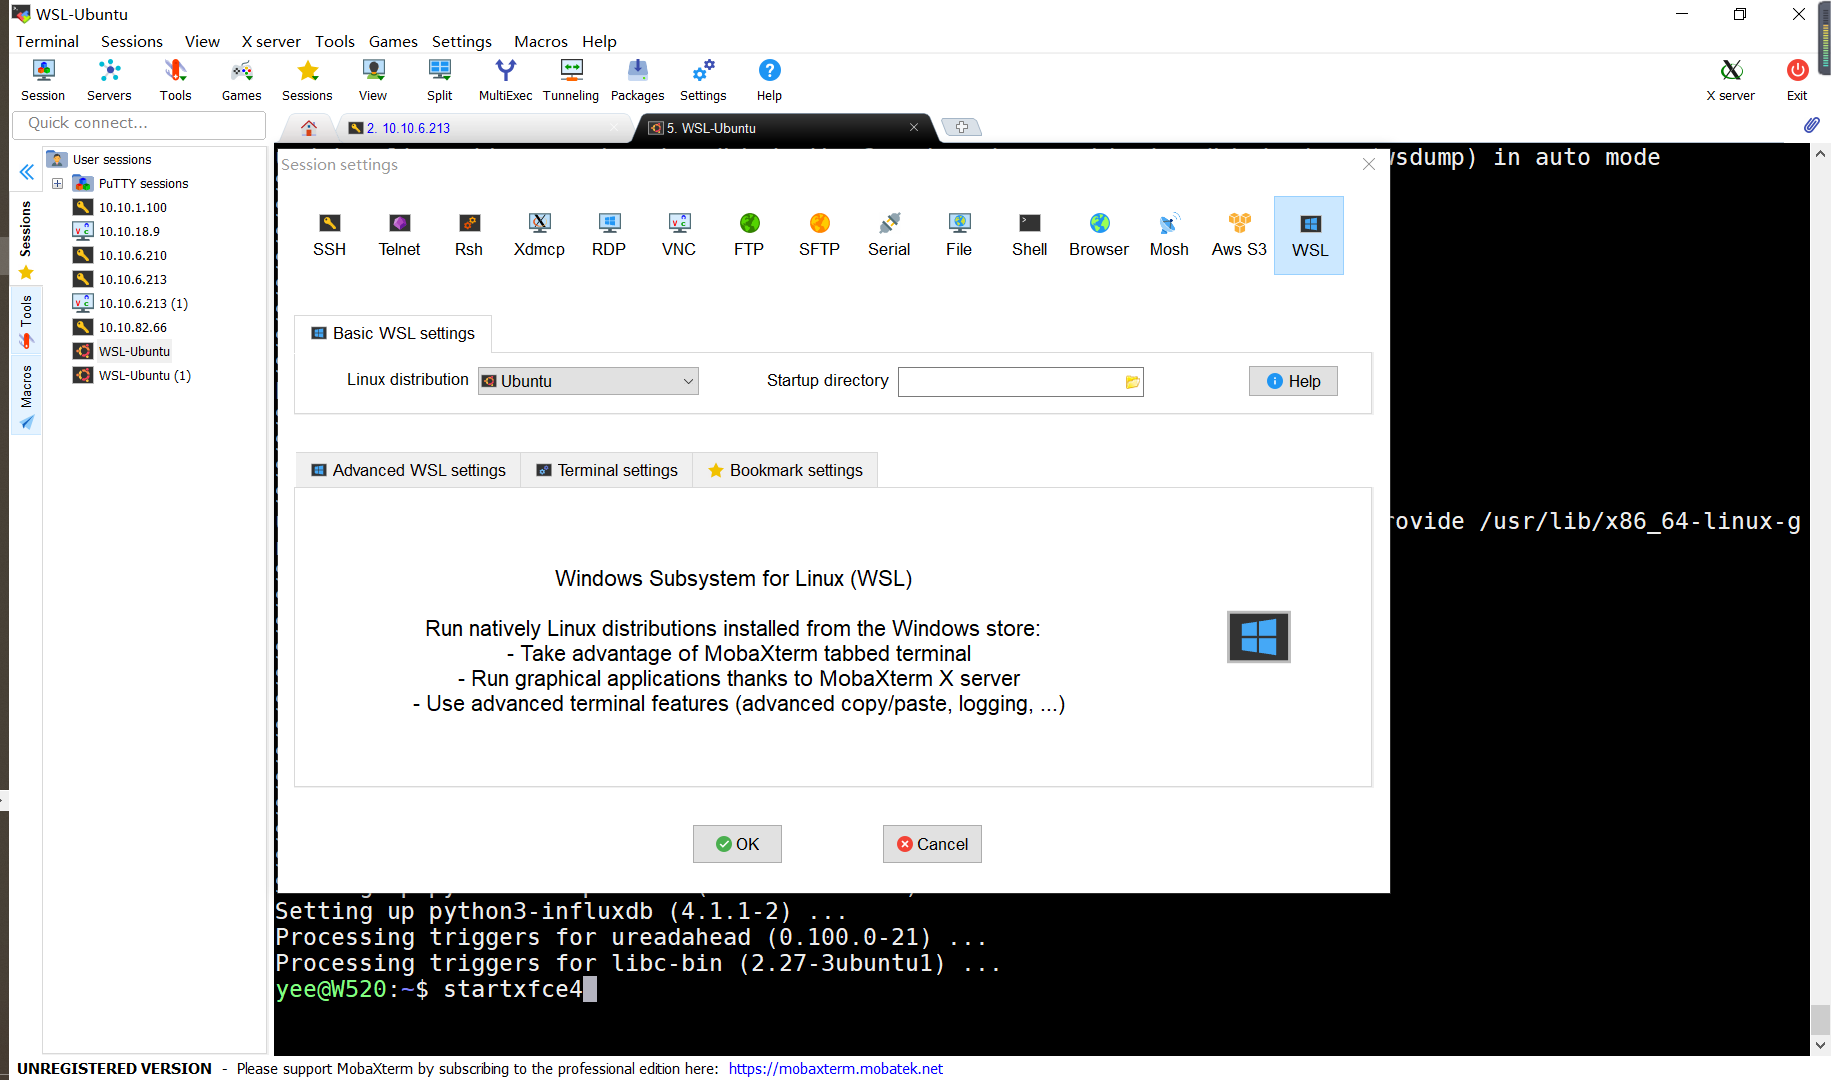 WSL-Ubuntu
Terminal Sessions View X server Tools Games Settings Macros Help
Session Servers Tools Games Sessions View Split MultiExec Tunneling Packages Settings Help X server Exit
Quick connect...
2. 10.10.6.213
5. WSL-Ubuntu
Sessions
Tools
Macros
User sessions
PuTTY sessions
10.10.1.100
10.10.18.9
10.10.6.210
10.10.6.213
10.10.6.213 (1)
10.10.82.66
WSL-Ubuntu
WSL-Ubuntu (1)
wsdump) in auto mode
Session settings
SSH Telnet Rsh Xdmcp RDP VNC FTP SFTP Serial File Shell Browser Mosh Aws S3 WSL
Basic WSL settings
Linux distribution Ubuntu Startup directory Help
Advanced WSL settings Terminal settings Bookmark settings
rovide /usr/lib/x86_64-linux-g
Windows Subsystem for Linux (WSL)
Run natively Linux distributions installed from the Windows store:
- Take advantage of MobaXterm tabbed terminal
- Run graphical applications thanks to MobaXterm X server
- Use advanced terminal features (advanced copy/paste, logging, ...)
OK Cancel
Setting up python3-influxdb (4.1.1-2) ...
Processing triggers for ureadahead (0.100.0-21) ...
Processing triggers for libc-bin (2.27-3ubuntu1) ...
yee@W520:~$ startxfce4
UNREGISTERED VERSION - Please support MobaXterm by subscribing to the professional edition here: https://mobaxterm.mobatek.net